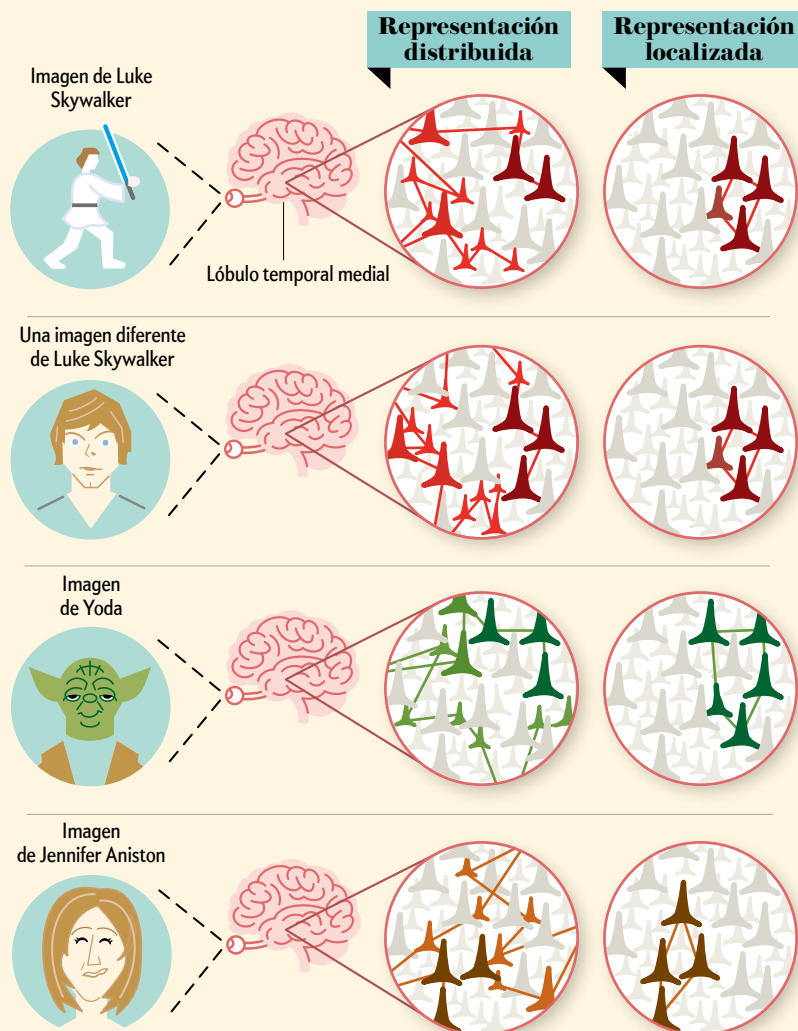 Representación
distribuida
Representación
localizada
Imagen de Luke
Skywalker
Lóbulo temporal medial
Una imagen diferente
de Luke Skywalker
Imagen
de Yoda
Imagen
de Jennifer Aniston